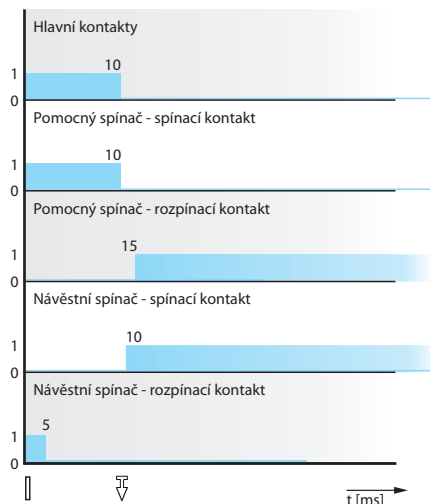 Hlavní kontakty
10
1
0
Pomocný spínač - spínací kontakt
10
1
0
Pomocný spínač - rozpínací kontakt
15
1
0
Návěstní spínač - spínací kontakt
10
1
0
Návěstní spínač - rozpínací kontakt
5
1
0
t [ms]